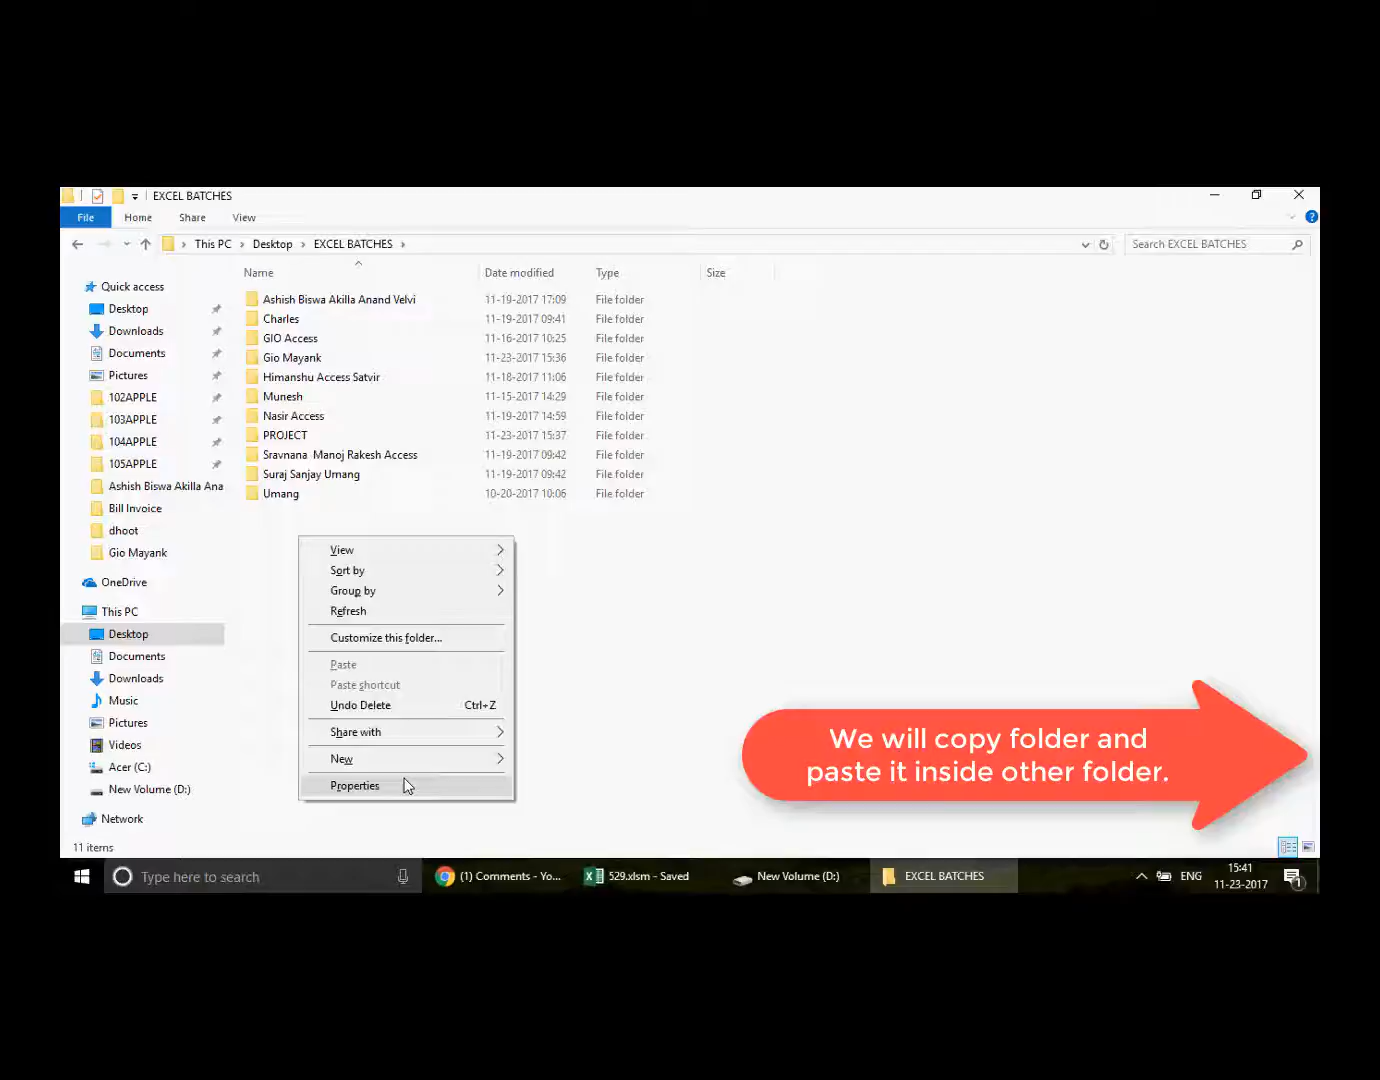 EXCEL BATCHES
File Home Share View
This PC Desktop EXCEL BATCHES Search EXCEL BATCHES
Name Date modified Type Size
Quick access
Desktop
Downloads
Documents
Pictures
102APPLE
103APPLE
104APPLE
105APPLE
Ashish Biswa Akilla Ana
Bill Invoice
dhoot
Gio Mayank
OneDrive
This PC
Desktop
Documents
Downloads
Music
Pictures
Videos
Acer (C:)
New Volume (D:)
Network
Ashish Biswa Akilla Anand Velvi 11-19-2017 17:09 File folder
Charles 11-19-2017 09:41 File folder
GIO Access 11-16-2017 10:25 File folder
Gio Mayank 11-23-2017 15:36 File folder
Himanshu Access Satvir 11-18-2017 11:06 File folder
Munesh 11-15-2017 14:29 File folder
Nasir Access 11-19-2017 14:59 File folder
PROJECT 11-23-2017 15:37 File folder
Sravnana Manoj Rakesh Access 11-19-2017 09:42 File folder
Suraj Sanjay Umang 11-19-2017 09:42 File folder
Umang 10-20-2017 10:06 File folder
View
Sort by
Group by
Refresh
Customize this folder...
Paste
Paste shortcut
Undo Delete Ctrl+Z
Share with
New
Properties
We will copy folder and
paste it inside other folder.
11 items
Type here to search (1) Comments - Yo... 529.xlsm - Saved New Volume (D:) EXCEL BATCHES ENG 15:41
11-23-2017 1